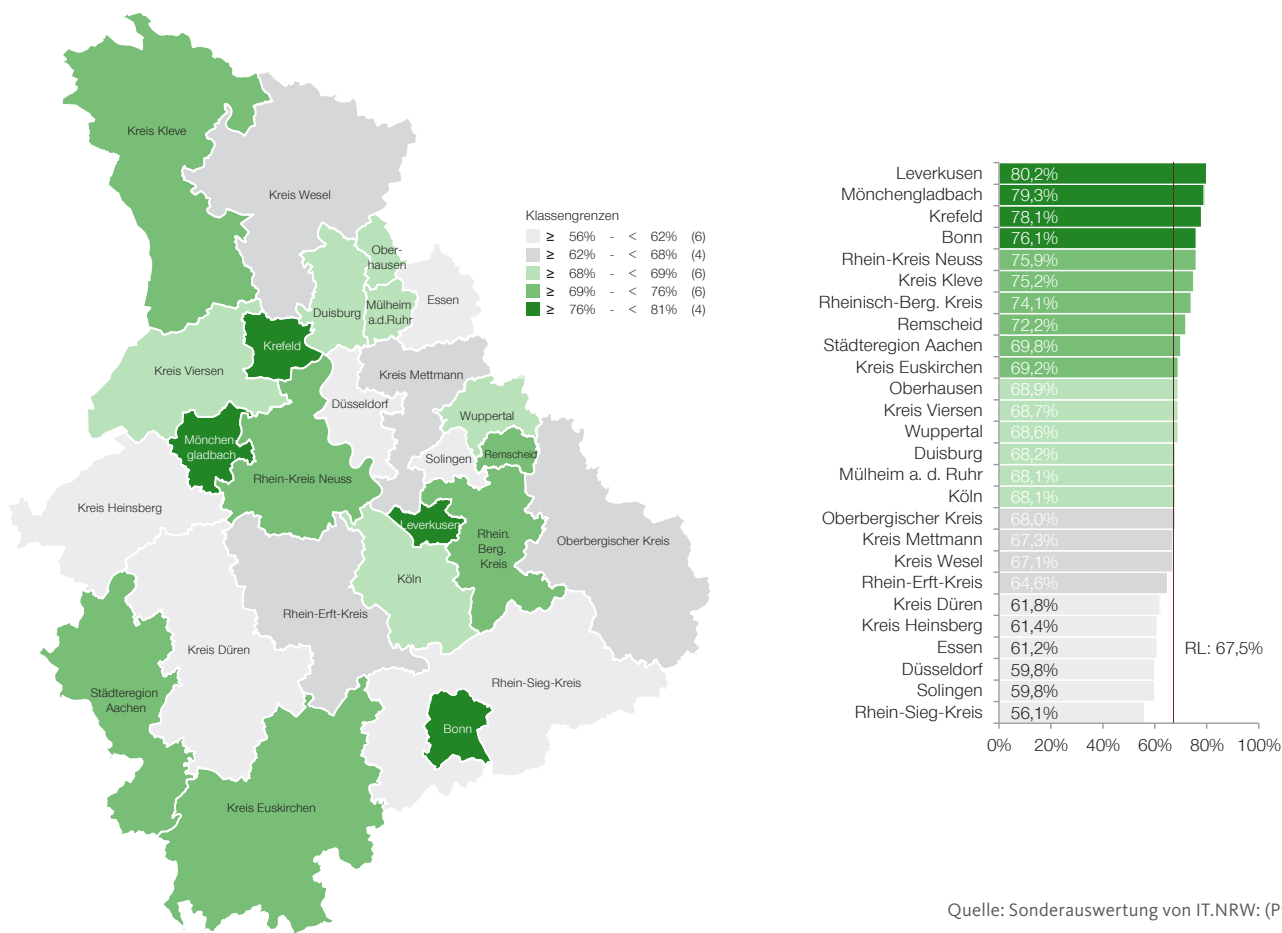 Kreis Kleve
Kreis Wesel
Ober-
hausen
Duisburg
Mülheim
a.d.Ruhr
Essen
Krefeld
Kreis Viersen
Kreis Mettmann
Düsseldorf
Wuppertal
Mönchen-
gladbach
Solingen
Remscheid
Rhein-Kreis Neuss
Kreis Heinsberg
Leverkusen
Rhein.
Berg.
Kreis
Oberbergischer Kreis
Köln
Rhein-Erft-Kreis
Kreis Düren
Rhein-Sieg-Kreis
Städteregion
Aachen
Bonn
Kreis Euskirchen
Klassengrenzen
≥ 56% - < 62% (6)
≥ 62% - < 68% (4)
≥ 68% - < 69% (6)
≥ 69% - < 76% (6)
≥ 76% - < 81% (4)
Leverkusen 80,2%
Mönchengladbach 79,3%
Krefeld 78,1%
Bonn 76,1%
Rhein-Kreis Neuss 75,9%
Kreis Kleve 75,2%
Rheinisch-Berg. Kreis 74,1%
Remscheid 72,2%
Städteregion Aachen 69,8%
Kreis Euskirchen 69,2%
Oberhausen 68,9%
Kreis Viersen 68,7%
Wuppertal 68,6%
Duisburg 68,2%
Mülheim a. d. Ruhr 68,1%
Köln 68,1%
Oberbergischer Kreis 68,0%
Kreis Mettmann 67,3%
Kreis Wesel 67,1%
Rhein-Erft-Kreis 64,6%
Kreis Düren 61,8%
Kreis Heinsberg 61,4%
Essen 61,2% RL: 67,5%
Düsseldorf 59,8%
Solingen 59,8%
Rhein-Sieg-Kreis 56,1%
0% 20% 40% 60% 80% 100%
Quelle: Sonderauswertung von IT.NRW: (P